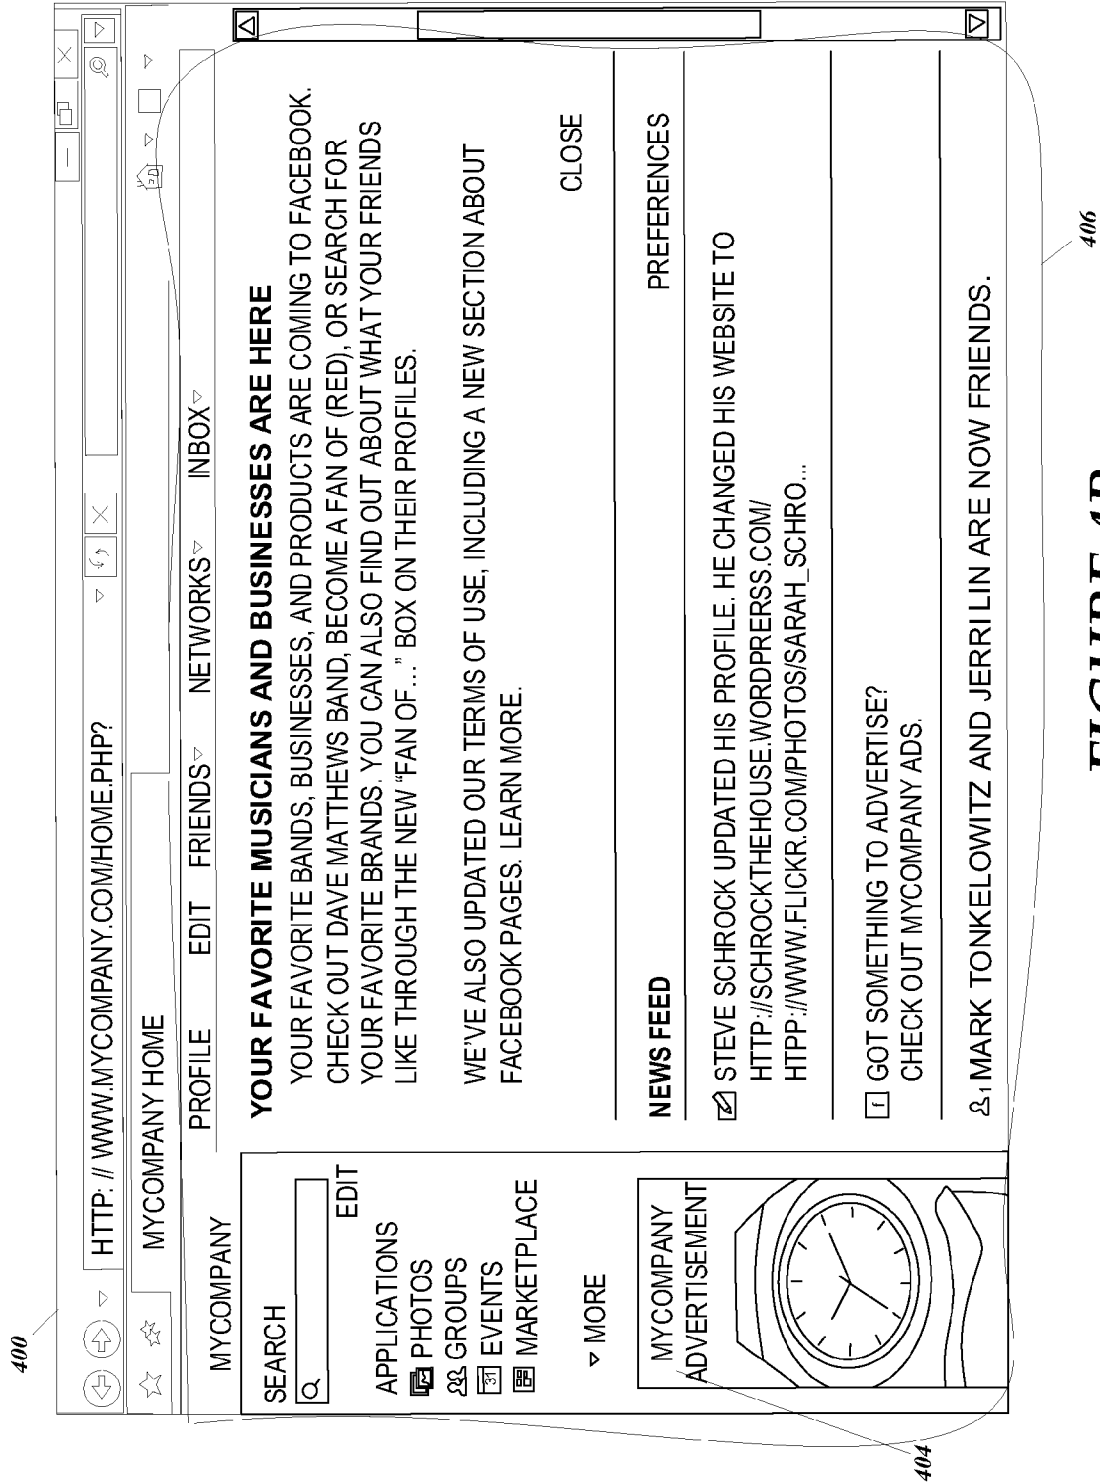 400
HTTP: // WWW.MYCOMPANY.COM/HOME.PHP?
MYCOMPANY HOME
MYCOMPANY
PROFILE EDIT FRIENDS NETWORKS INBOX
SEARCH
EDIT
APPLICATIONS
PHOTOS
GROUPS
31 EVENTS
MARKETPLACE
MORE
MYCOMPANY
ADVERTISEMENT
404
YOUR FAVORITE MUSICIANS AND BUSINESSES ARE HERE
YOUR FAVORITE BANDS, BUSINESSES, AND PRODUCTS ARE COMING TO FACEBOOK.
CHECK OUT DAVE MATTHEWS BAND, BECOME A FAN OF (RED), OR SEARCH FOR
YOUR FAVORITE BRANDS. YOU CAN ALSO FIND OUT ABOUT WHAT YOUR FRIENDS
LIKE THROUGH THE NEW “FAN OF…” BOX ON THEIR PROFILES.
WE'VE ALSO UPDATED OUR TERMS OF USE, INCLUDING A NEW SECTION ABOUT
FACEBOOK PAGES. LEARN MORE.
CLOSE
NEWS FEED PREFERENCES
STEVE SCHROCK UPDATED HIS PROFILE. HE CHANGED HIS WEBSITE TO
HTTP://SCHROCKTHEHOUSE.WORDPRERSS.COM/
HTPP://WWW.FLICKR.COM/PHOTOS/SARAH_SCHRO...
f GOT SOMETHING TO ADVERTISE?
CHECK OUT MYCOMPANY ADS.
1 MARK TONKELOWITZ AND JERRI LIN ARE NOW FRIENDS.
406